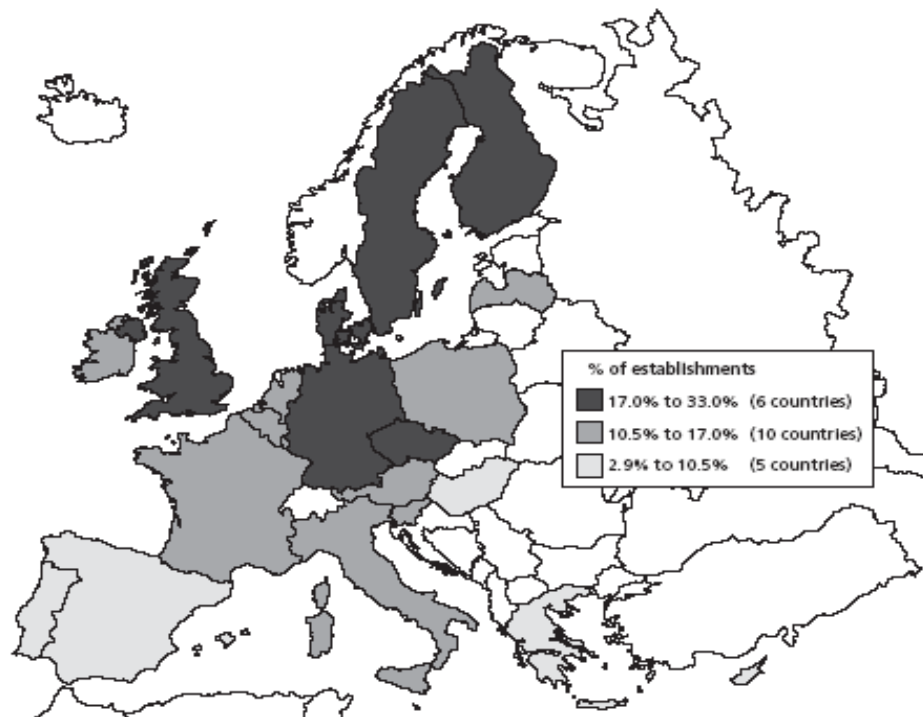 % of establishments
17.0% to 33.0% (6 countries)
10.5% to 17.0% (10 countries)
2.9% to 10.5% (5 countries)